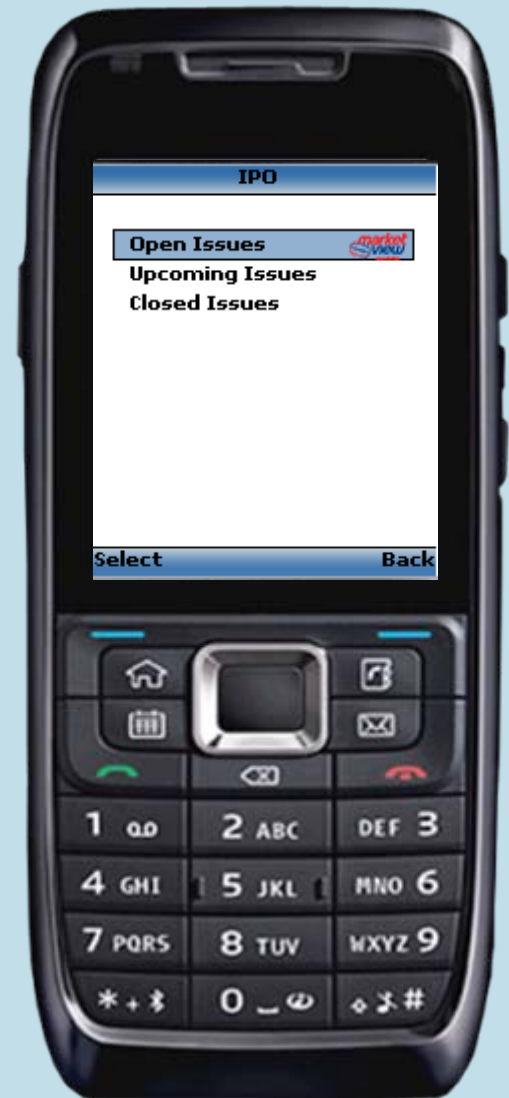 IPO
Open Issues market view
Upcoming Issues
Closed Issues
Select Back
1
2 ABC
DEF 3
4 GHI
5 JKL
MNO 6
7 PQRS
8 TUV
WXYZ 9
* +
0
#